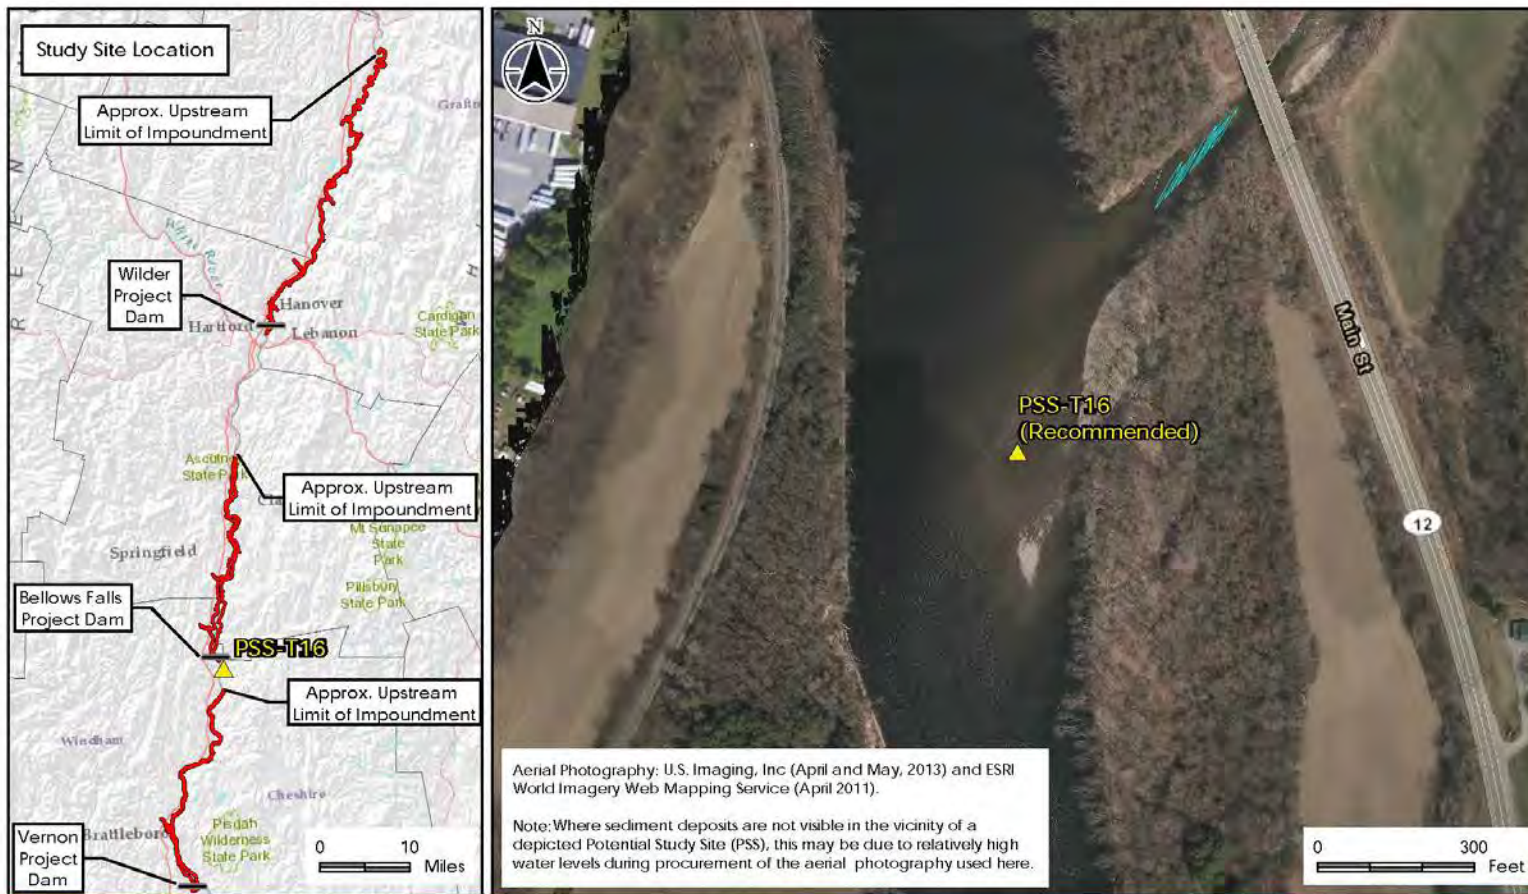 Study Site Location
Approx. Upstream
Limit of Impoundment
White River
Wilder
Project
Dam
Hanover
Hartford
Lebanon
Cardigan
State Park
Ascutney
State Park
Approx. Upstream
Limit of Impoundment
Mt Sunapee
State
Park
Springfield
Pillsbury
State Park
Bellows Falls
Project Dam
PSS-T16
Approx. Upstream
Limit of Impoundment
Windham
Cheshire
Brattleboro
Pisgah
Wilderness
State Park
Vernon
Project
Dam
0 10
Miles
N
Main St
PSS-T16
(Recommended)
12
Aerial Photography: U.S. Imaging, Inc (April and May, 2013) and ESRI
World Imagery Web Mapping Service (April 2011).
Note: Where sediment deposits are not visible in the vicinity of a
depicted Potential Study Site (PSS), this may be due to relatively high
water levels during procurement of the aerial photography used here.
0 300
Feet